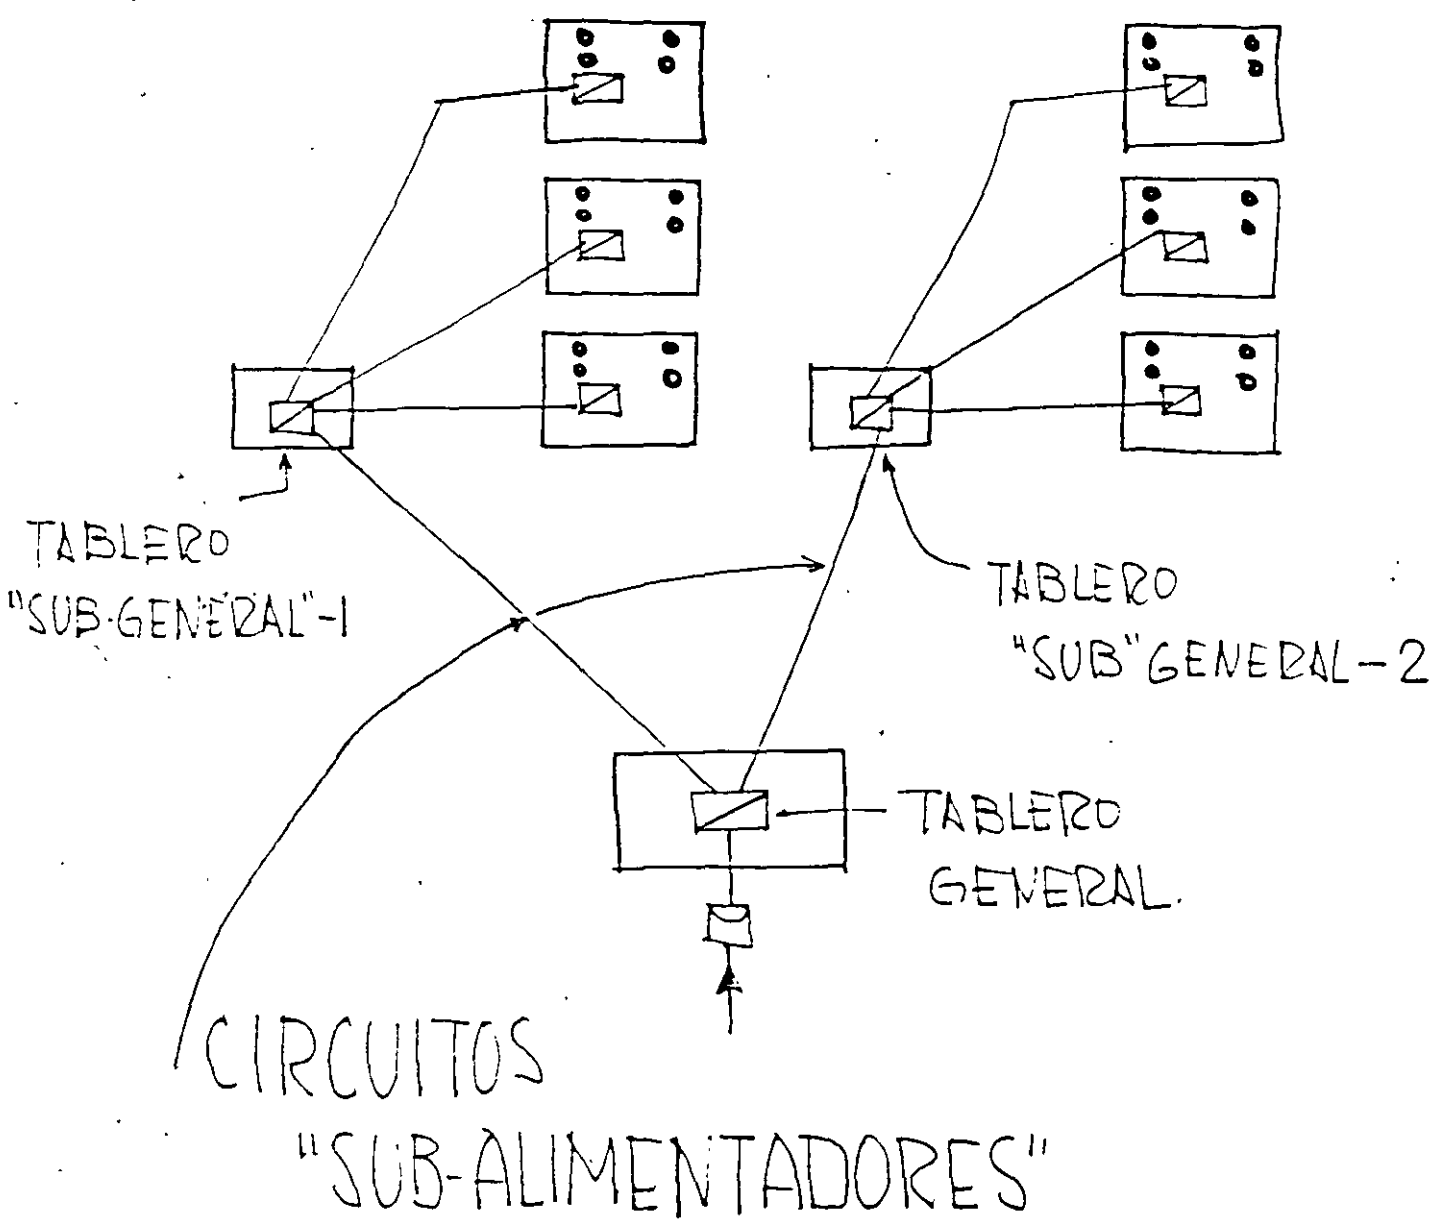 TABLERO
"SUB-GENERAL"-1
TABLERO
"SUB"GENERAL-2
TABLERO
GENERAL.
CIRCUITOS
"SUB-ALIMENTADORES"